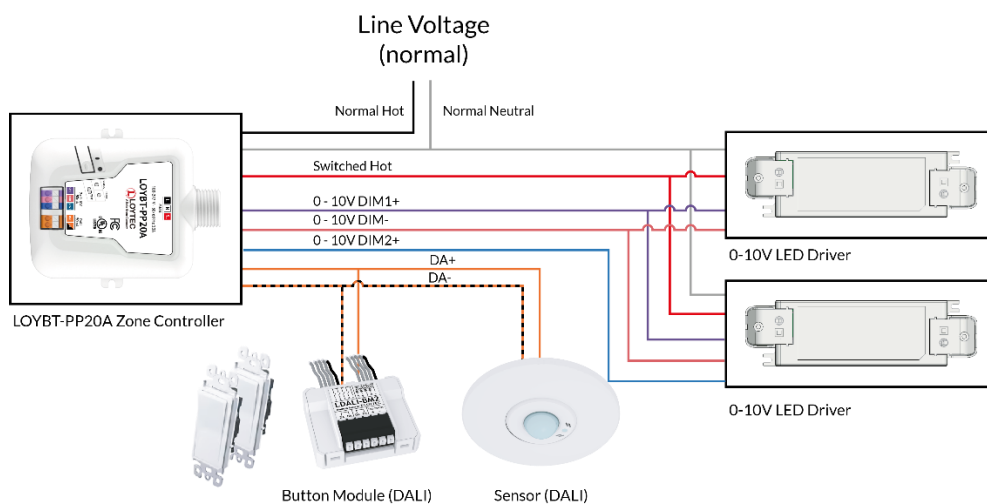 Line Voltage
(normal)
Normal Hot
Normal Neutral
Switched Hot
0 - 10V DIM1+
0 - 10V DIM-
0 - 10V DIM2+
DA+
DA-
LOYBT-PP20A
LOYTEC
LOYBT-PP20A Zone Controller
0-10V LED Driver
0-10V LED Driver
LDALI-BM2
Button Module (DALI)
Sensor (DALI)